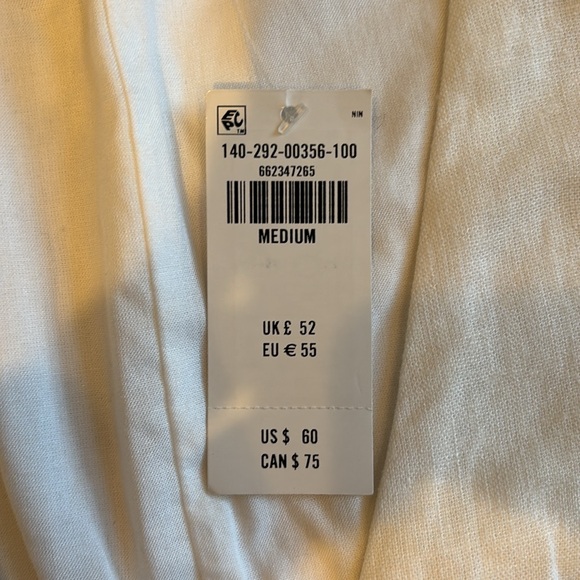 140-292-00356-100
662347265
MEDIUM
UK £ 52
EU € 55
US $ 60
CAN $ 75